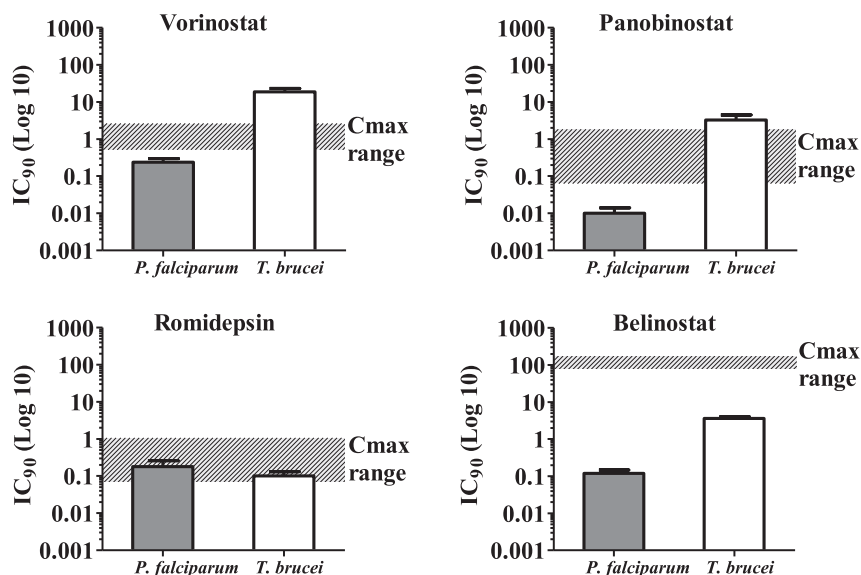 Vorinostat
IC90 (Log 10)
1000
100
10
1
0.1
0.01
0.001
Cmax
range
P. falciparum T. brucei
Panobinostat
IC90 (Log 10)
1000
100
10
1
0.1
0.01
0.001
Cmax
range
P. falciparum T. brucei
Romidepsin
IC90 (Log 10)
1000
100
10
1
0.1
0.01
0.001
Cmax
range
P. falciparum T. brucei
Belinostat
IC90 (Log 10)
1000
100
10
1
0.1
0.01
0.001
Cmax
range
P. falciparum T. brucei